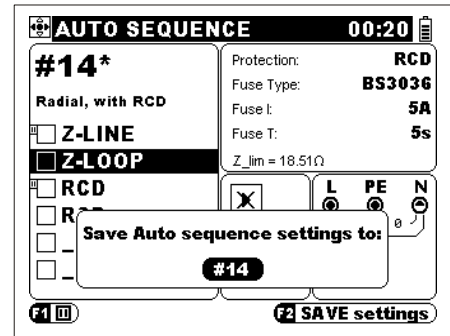 AUTO SEQUENCE 00:20
#14*
Radial, with RCD
Z-LINE
Z-LOOP
RCD
_
_
Protection: RCD
Fuse Type: BS3036
Fuse I: 5A
Fuse T: 5s
Z_lim = 18.51Ω
L PE N
0
Save Auto sequence settings to:
#14
F1
F2 SAVE settings